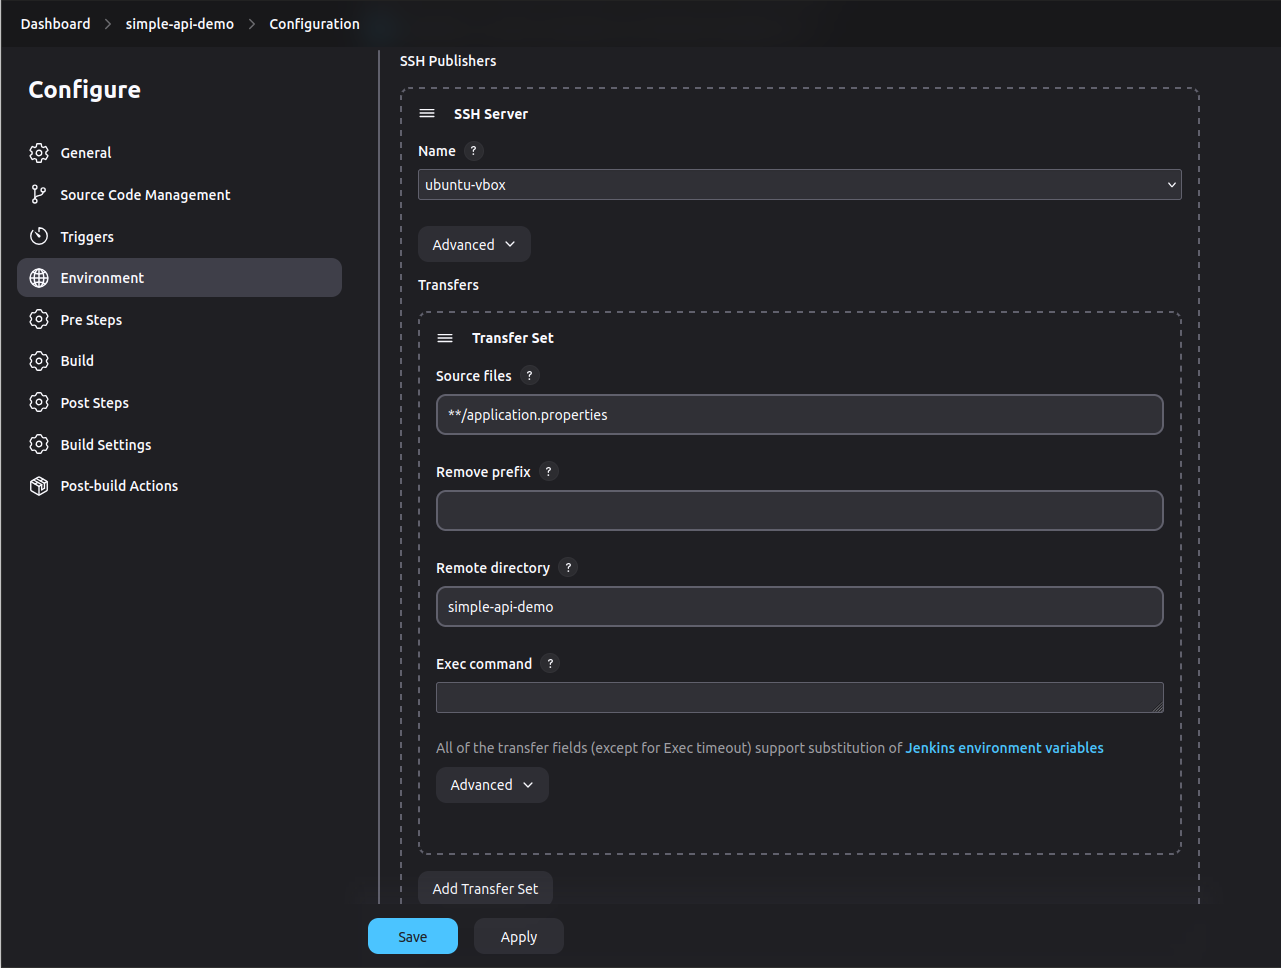 Dashboard > simple-api-demo > Configuration
Configure
General
Source Code Management
Triggers
Environment
Pre Steps
Build
Post Steps
Build Settings
Post-build Actions
SSH Publishers
SSH Server
Name ?
ubuntu-vbox
Advanced
Transfers
Transfer Set
Source files ?
**/application.properties
Remove prefix ?
Remote directory ?
simple-api-demo
Exec command ?
All of the transfer fields (except for Exec timeout) support substitution of Jenkins environment variables
Advanced
Add Transfer Set
Save Apply